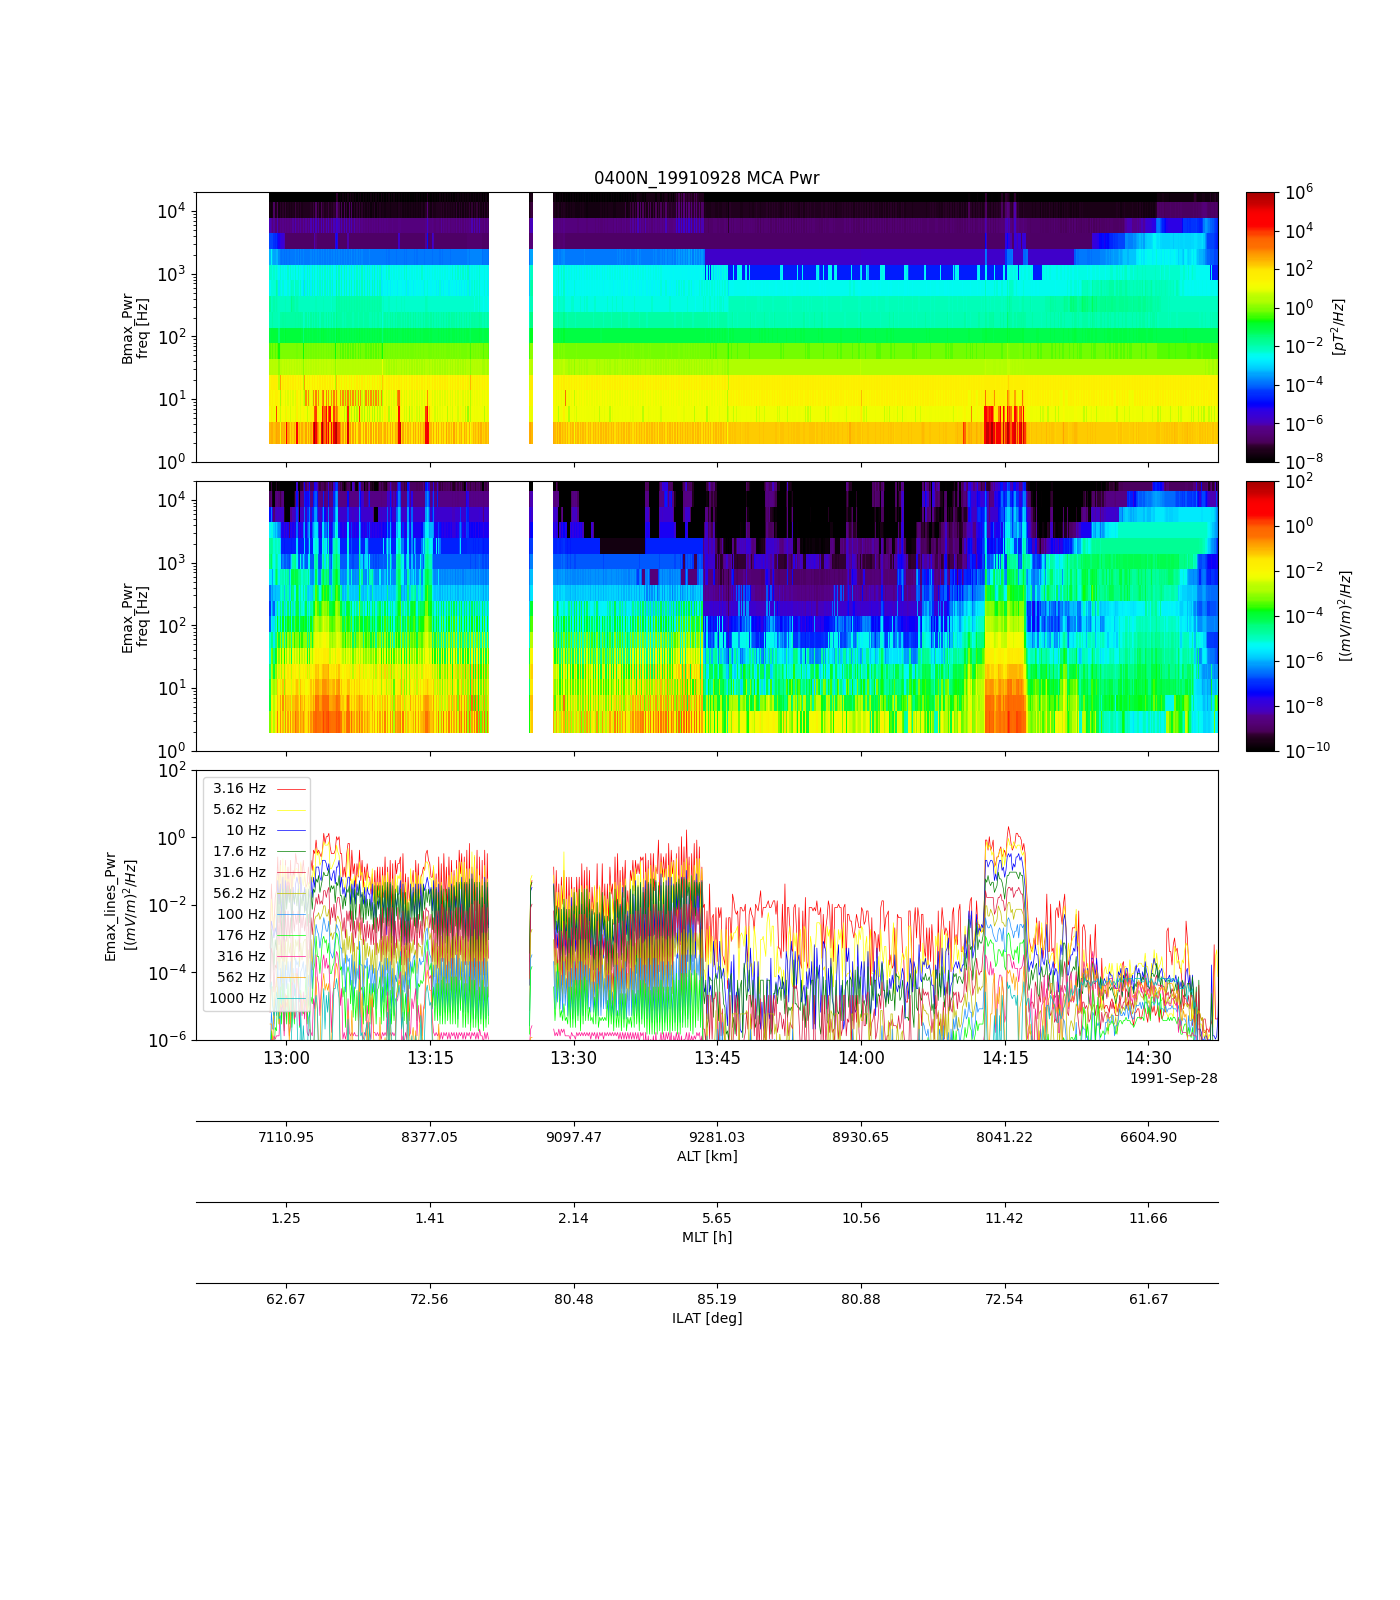 0400N_19910928 MCA Pwr
10^4
10^3
10^2
10^1
10^0
Bmax_Pwr
freq [Hz]
10^6
10^4
10^2
10^0
10^-2
10^-4
10^-6
10^-8
[pT^2/Hz]
10^4
10^3
10^2
10^1
10^0
Emax_Pwr
freq [Hz]
10^2
10^0
10^-2
10^-4
10^-6
10^-8
10^-10
[(mV/m)^2/Hz]
10^2
10^0
10^-2
10^-4
10^-6
Emax_lines_Pwr
[(mV/m)^2/Hz]
3.16 Hz
5.62 Hz
10 Hz
17.6 Hz
31.6 Hz
56.2 Hz
100 Hz
176 Hz
316 Hz
562 Hz
1000 Hz
13:00 13:15 13:30 13:45 14:00 14:15 14:30
1991-Sep-28
7110.95 8377.05 9097.47 9281.03 8930.65 8041.22 6604.90
ALT [km]
1.25 1.41 2.14 5.65 10.56 11.42 11.66
MLT [h]
62.67 72.56 80.48 85.19 80.88 72.54 61.67
ILAT [deg]